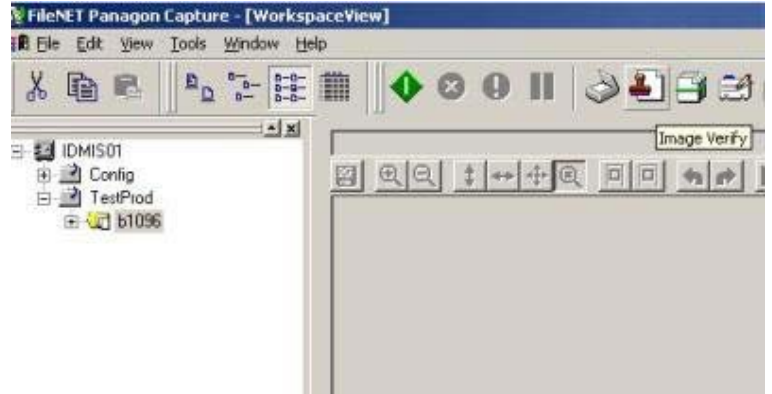 FileNET Panagon Capture - [WorkspaceView]
File Edit View Tools Window Help
Image Verify
IDMIS01
Config
TestProd
b1096